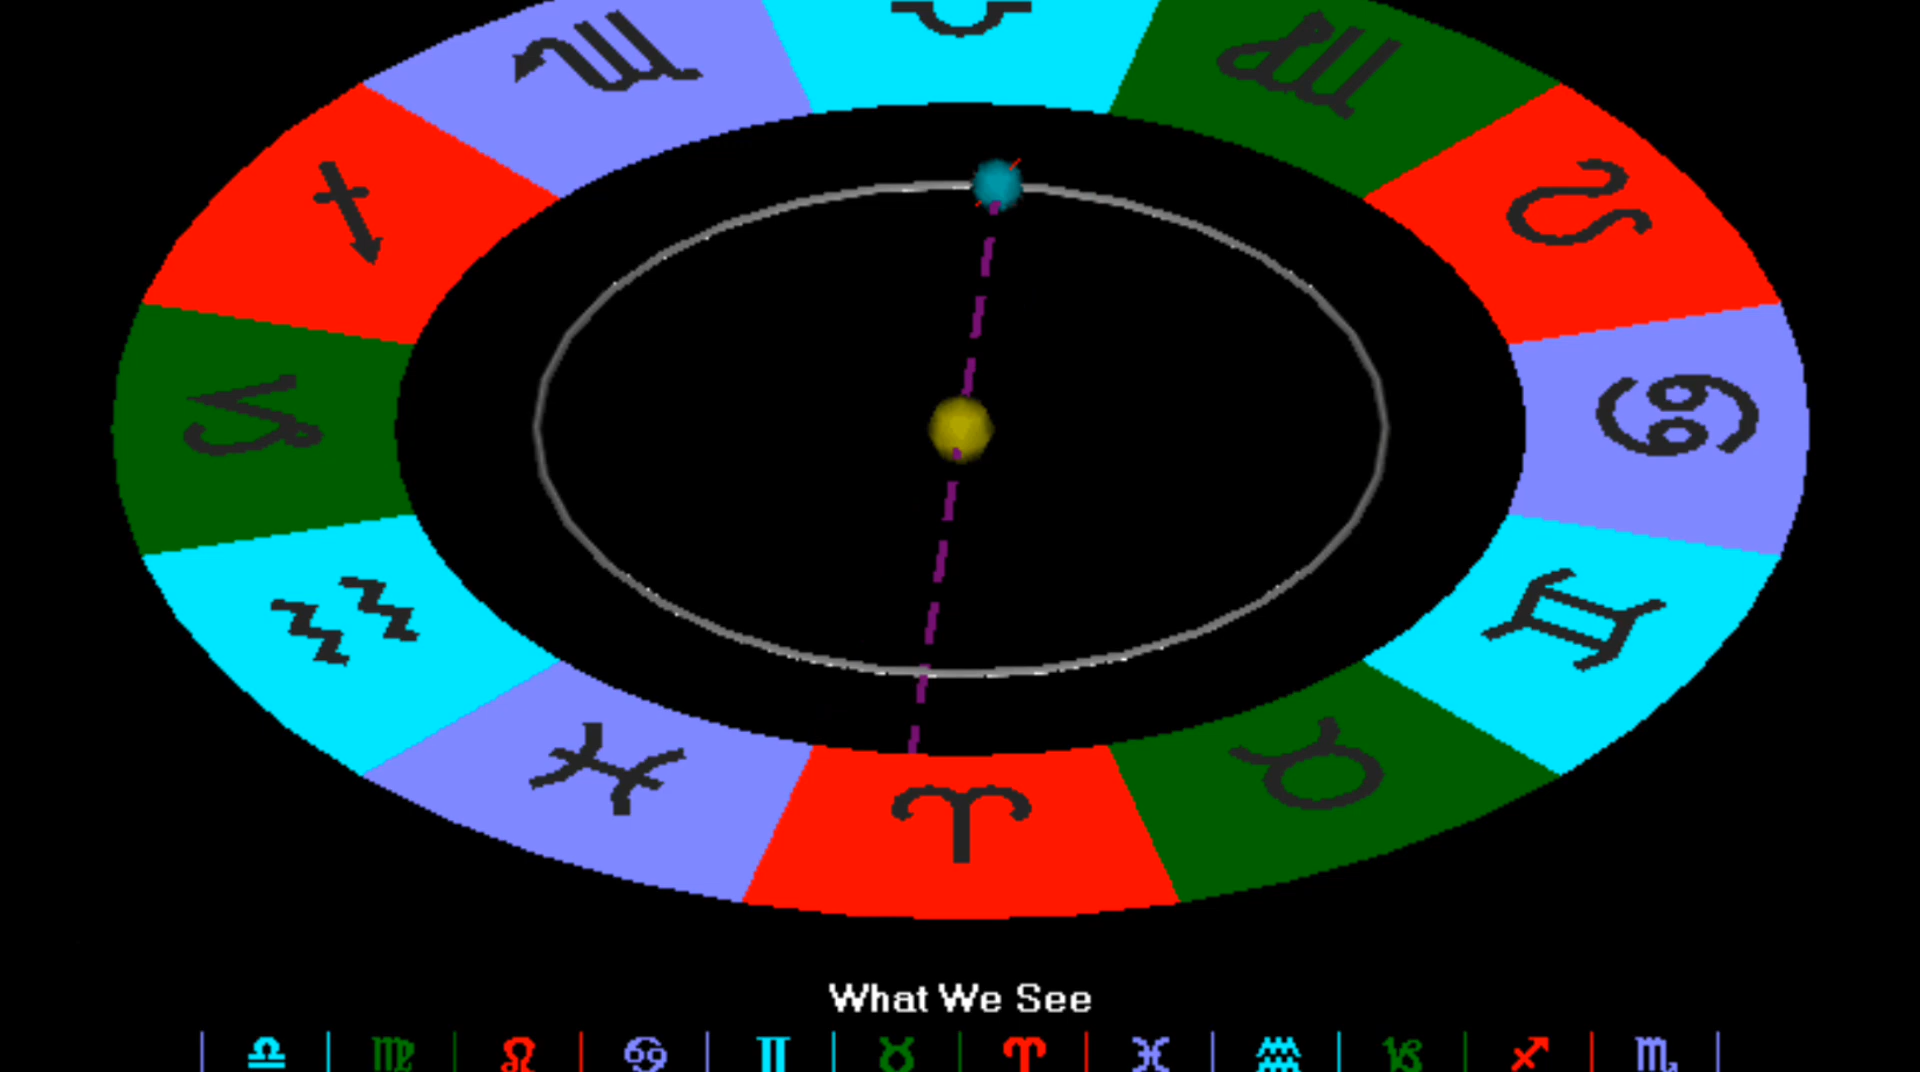 What We See
♎ ♍ ♌ ♋ ♊ ♉ ♈ ♓ ♒ ♑ ♐ ♏